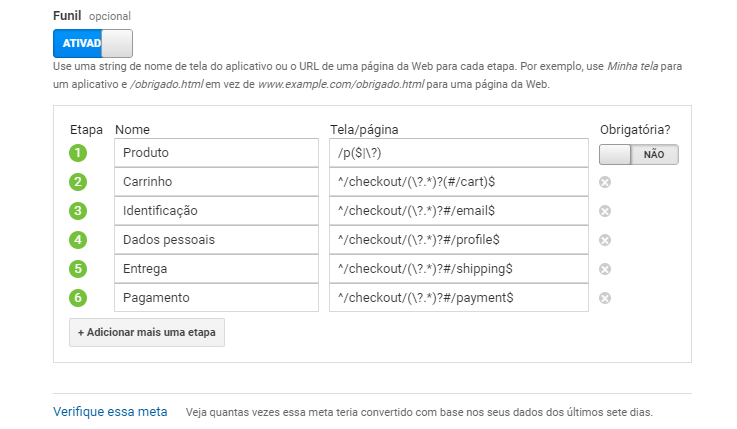 Funil opcional
ATIVAD
Use uma string de nome de tela do aplicativo ou o URL de uma página da Web para cada etapa. Por exemplo, use Minha tela para
um aplicativo e /obrigado.html em vez de www.example.com/obrigado.html para uma página da Web.
Etapa Nome Tela/página Obrigatória?
1 Produto /p($|\?) NÃO
2 Carrinho ^/checkout/(\?.*)?(#/cart)$
3 Identificação ^/checkout/(\?.*)?#/email$
4 Dados pessoais ^/checkout/(\?.*)?#/profile$
5 Entrega ^/checkout/(\?.*)?#/shipping$
6 Pagamento ^/checkout/(\?.*)?#/payment$
+ Adicionar mais uma etapa
Verifique essa meta Veja quantas vezes essa meta teria convertido com base nos seus dados dos últimos sete dias.